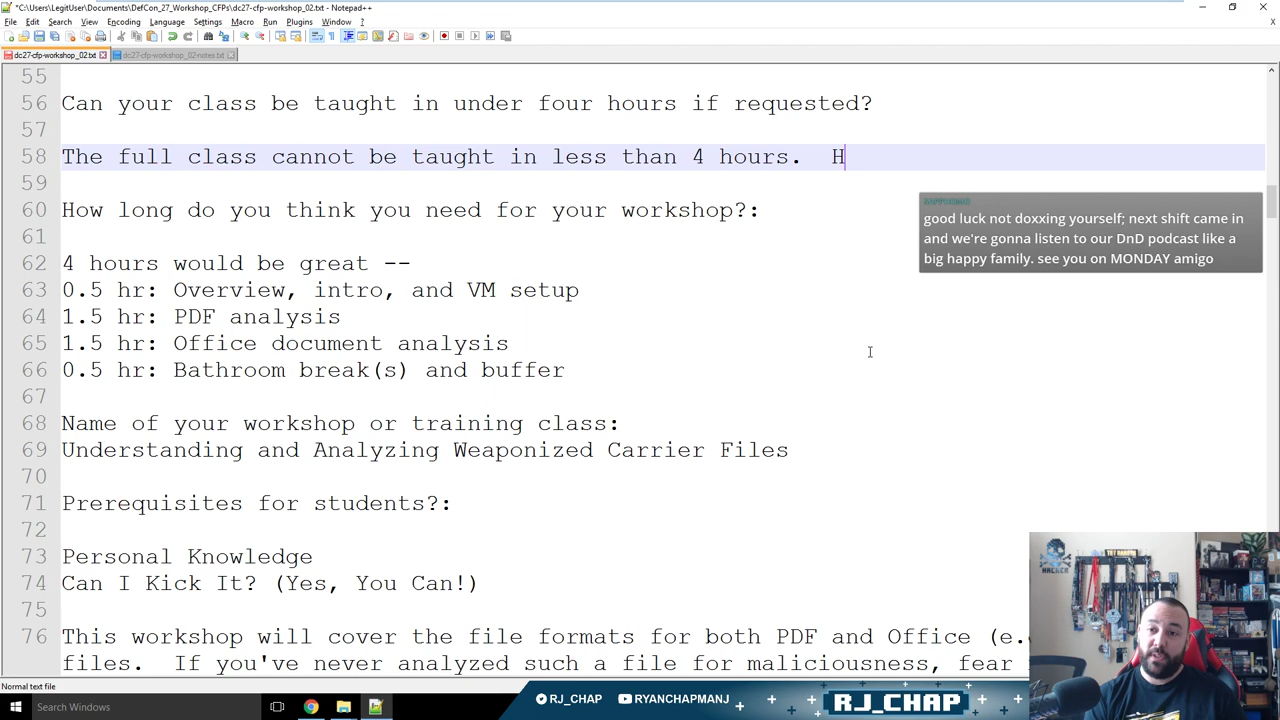 *C:\Users\LegitUser\Documents\DefCon_27_Workshop_CFPs\dc27-cfp-workshop_02.txt - Notepad++
File Edit Search View Encoding Language Settings Macro Run Plugins Window ?
X
dc27-cfp-workshop_02.txt dc27-cfp-workshop_02notes.txt
55
56 Can your class be taught in under four hours if requested?
57
58 The full class cannot be taught in less than 4 hours.  H
59
60 How long do you think you need for your workshop?:
61
62 4 hours would be great --
63 0.5 hr: Overview, intro, and VM setup
64 1.5 hr: PDF analysis
65 1.5 hr: Office document analysis
66 0.5 hr: Bathroom break(s) and buffer
67
68 Name of your workshop or training class:
69 Understanding and Analyzing Weaponized Carrier Files
70
71 Prerequisites for students?:
72
73 Personal Knowledge
74 Can I Kick It? (Yes, You Can!)
75
76 This workshop will cover the file formats for both PDF and Office (e.
files.  If you've never analyzed such a file for maliciousness, fear
good luck not doxxing yourself; next shift came in
and we're gonna listen to our DnD podcast like a
big happy family. see you on MONDAY amigo
HACKER
Normal text file
RJ_CHAP RYANCHAPMANJ RJ_CHAP
Search Windows